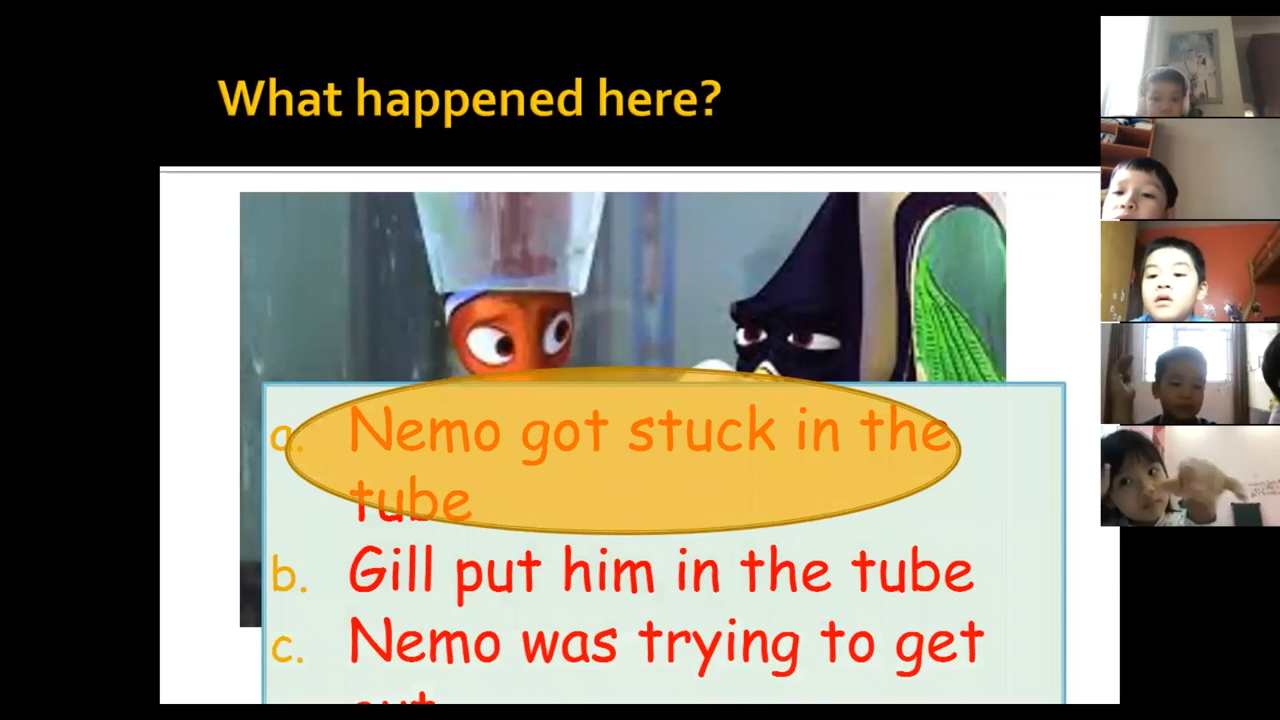 What happened here?
a. Nemo got stuck in the
tube
b. Gill put him in the tube
c. Nemo was trying to get
out